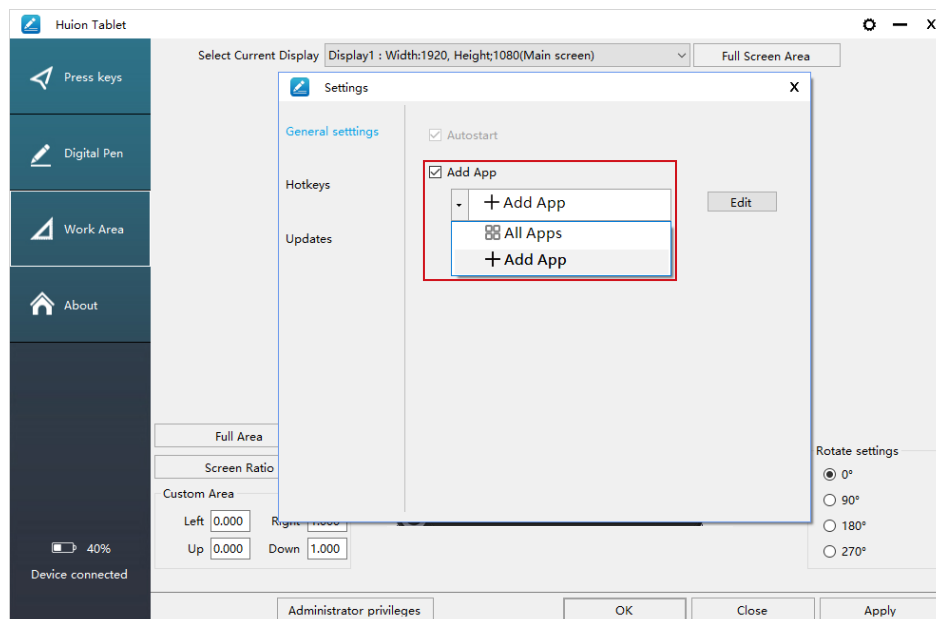 Huion Tablet
X
Press keys
Digital Pen
Work Area
About
40%
Device connected
Select Current Display
Display1 : Width:1920, Height;1080(Main screen)
Full Screen Area
Settings
X
General setttings
Hotkeys
Updates
Autostart
Add App
Add App
Edit
All Apps
Add App
Full Area
Screen Ratio
Custom Area
Left 0.000 Right 1.000
Up 0.000 Down 1.000
Rotate settings
0°
90°
180°
270°
Administrator privileges
OK
Close
Apply